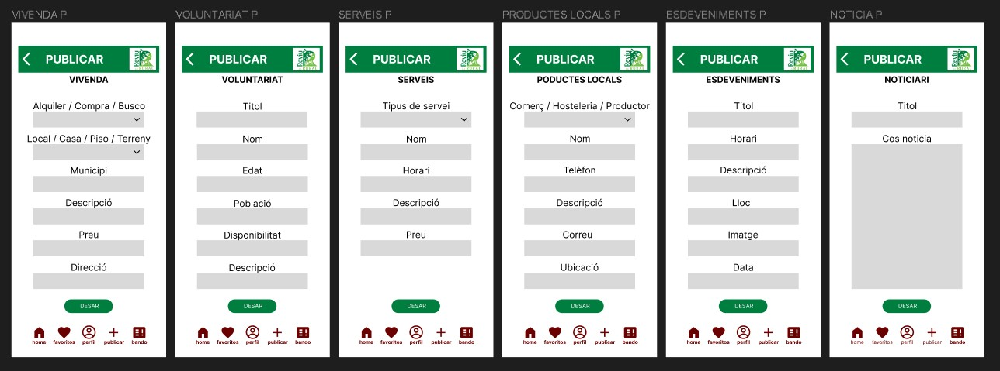 VIVENDA P
PUBLICAR
Reviu
RURAL
VIVENDA
Alquiler / Compra / Busco
Local / Casa / Piso / Terreny
Municipi
Descripció
Preu
Direcció
DESAR
home favoritos perfil publicar bando
VOLUNTARIAT P
PUBLICAR
Reviu
RURAL
VOLUNTARIAT
Titol
Nom
Edat
Població
Disponibilitat
Descripció
DESAR
home favoritos perfil publicar bando
SERVEIS P
PUBLICAR
Reviu
RURAL
SERVEIS
Tipus de servei
Nom
Horari
Descripció
Preu
DESAR
home favoritos perfil publicar bando
PRODUCTES LOCALS P
PUBLICAR
Reviu
RURAL
PODUCTES LOCALS
Comerç / Hosteleria / Productor
Nom
Telèfon
Descripció
Correu
Ubicació
DESAR
home favoritos perfil publicar bando
ESDEVENIMENTS P
PUBLICAR
Reviu
RURAL
ESDEVENIMENTS
Titol
Horari
Descripció
Lloc
Imatge
Data
DESAR
home favoritos perfil publicar bando
NOTICIA P
PUBLICAR
Reviu
RURAL
NOTICIARI
Titol
Cos noticia
DESAR
home favoritos perfil publicar bando